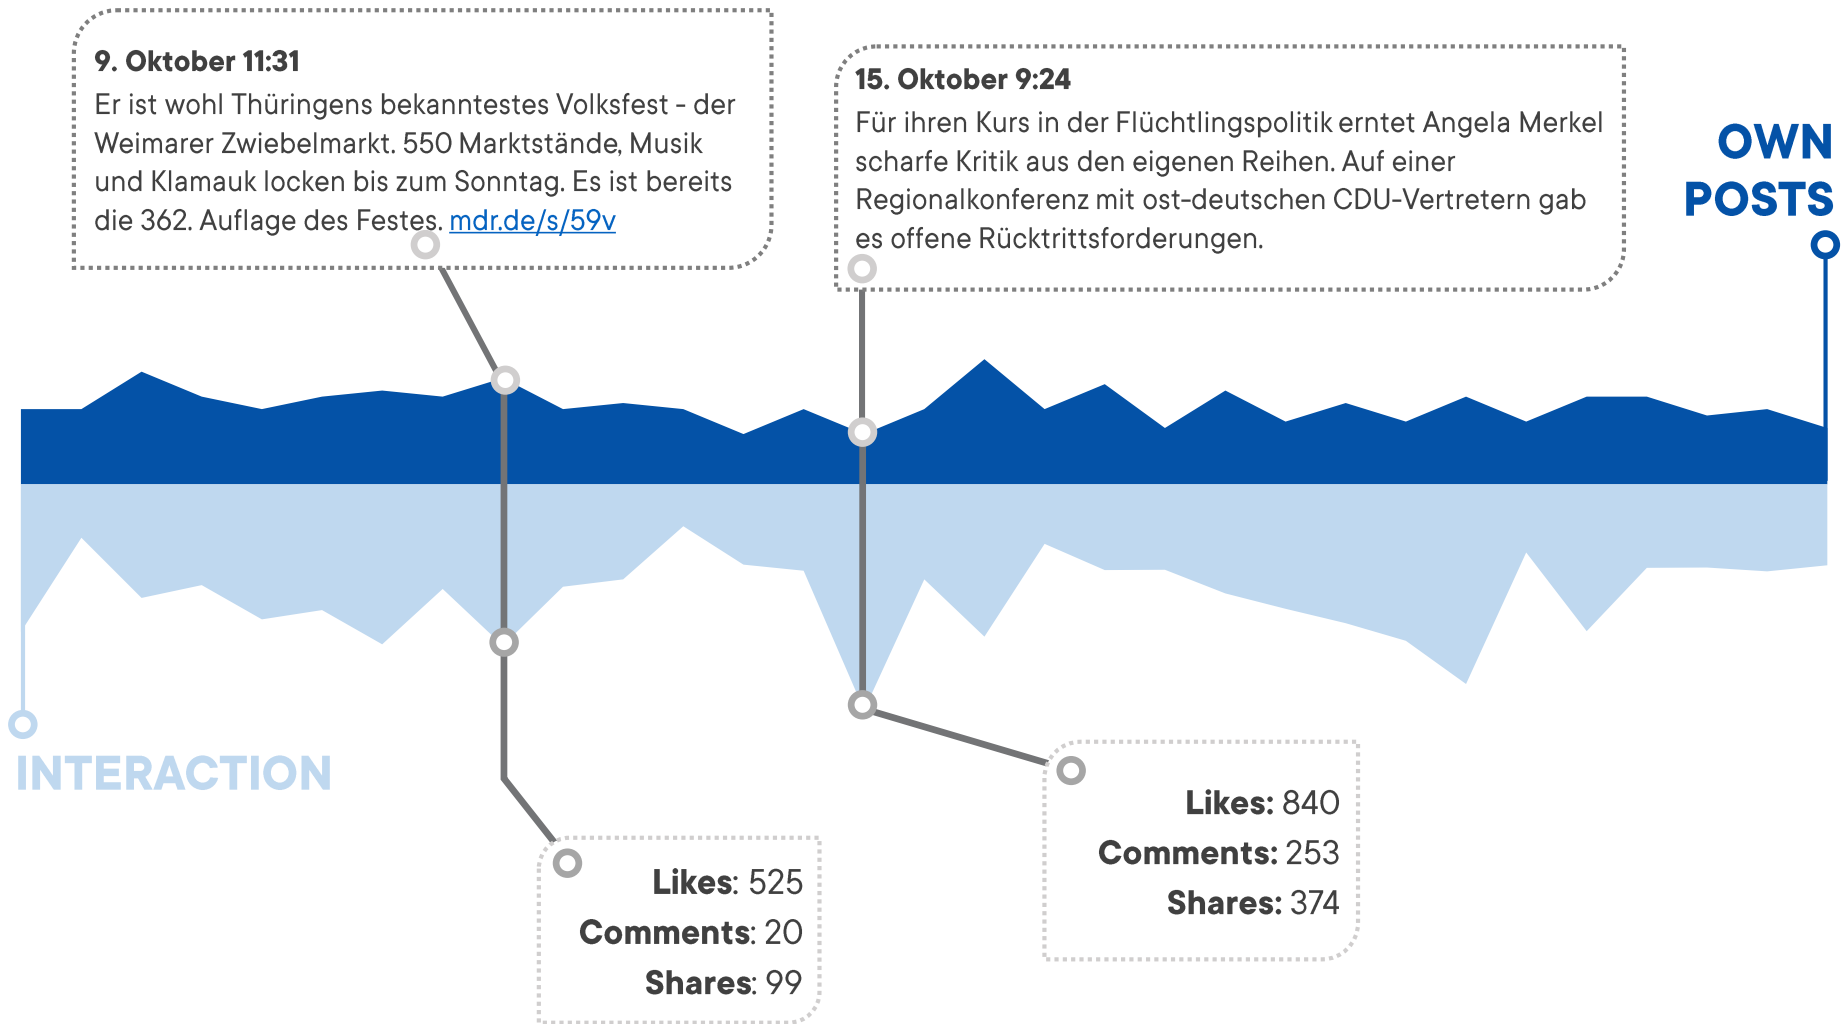 9. Oktober 11:31
Er ist wohl Thüringens bekanntestes Volksfest - der
Weimarer Zwiebelmarkt. 550 Marktstände, Musik
und Klamauk locken bis zum Sonntag. Es ist bereits
die 362. Auflage des Festes. mdr.de/s/59v
15. Oktober 9:24
Für ihren Kurs in der Flüchtlingspolitik erntet Angela Merkel
scharfe Kritik aus den eigenen Reihen. Auf einer
Regionalkonferenz mit ost-deutschen CDU-Vertretern gab
es offene Rücktrittsforderungen.
OWN
POSTS
INTERACTION
Likes: 525
Comments: 20
Shares: 99
Likes: 840
Comments: 253
Shares: 374